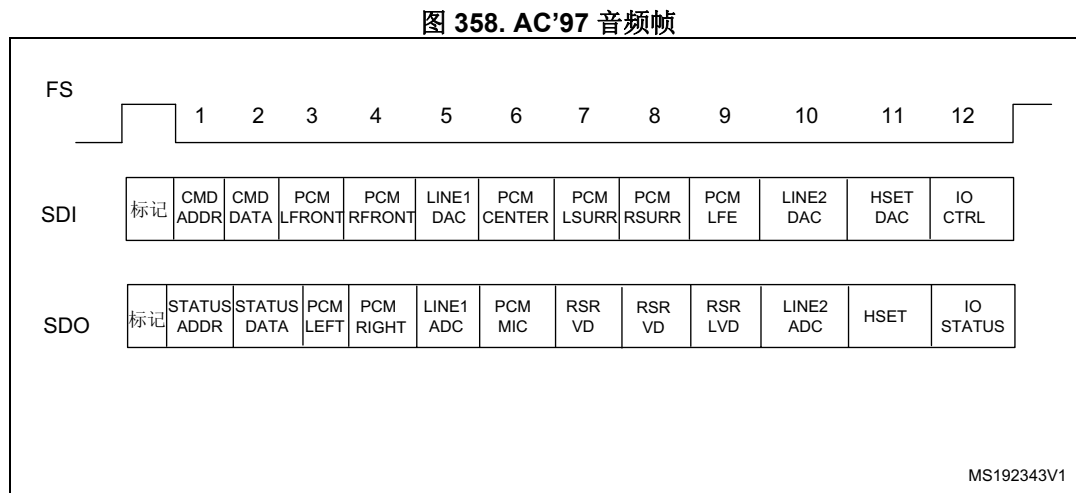 图 358. AC’97 音频帧
FS
1 2 3 4 5 6 7 8 9 10 11 12
SDI
标记 CMD ADDR CMD DATA PCM LFRONT PCM RFRONT LINE1 DAC PCM CENTER PCM LSURR PCM RSURR PCM LFE LINE2 DAC HSET DAC IO CTRL
SDO
标记 STATUS ADDR STATUS DATA PCM LEFT PCM RIGHT LINE1 ADC PCM MIC RSR VD RSR VD RSR LVD LINE2 ADC HSET IO STATUS
MS192343V1